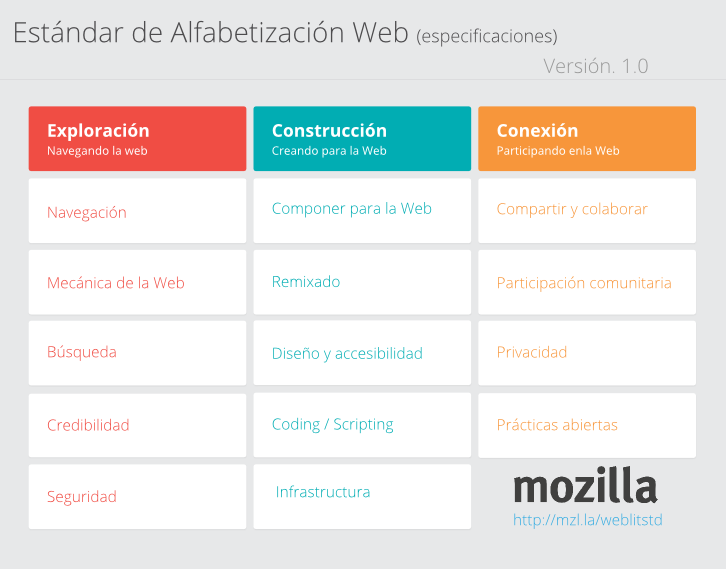 Estándar de Alfabetización Web (especificaciones)
Versión. 1.0
Exploración
Navegando la web
Navegación
Mecánica de la Web
Búsqueda
Credibilidad
Seguridad
Construcción
Creando para la Web
Componer para la Web
Remixado
Diseño y accesibilidad
Coding / Scripting
Infrastructura
Conexión
Participando enla Web
Compartir y colaborar
Participación comunitaria
Privacidad
Prácticas abiertas
mozilla
http://mzl.la/weblitstd